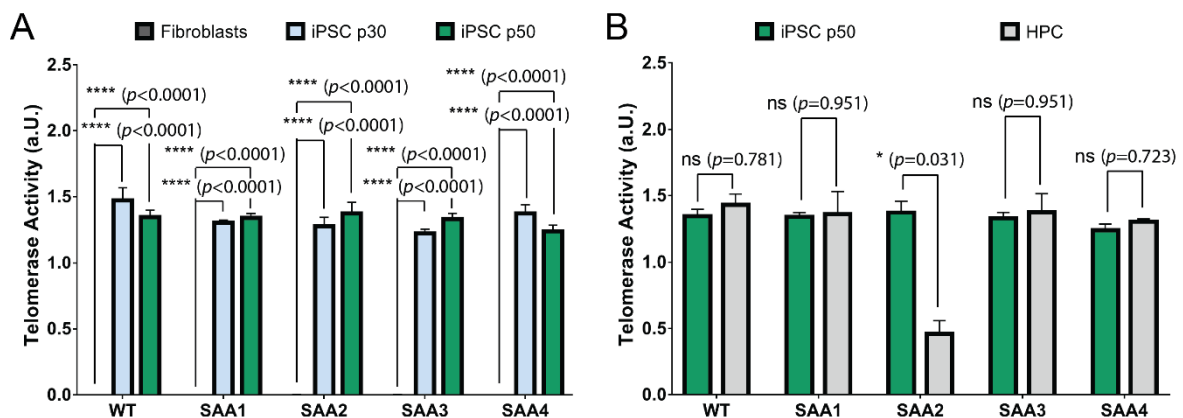 A
Fibroblasts iPSC p30 iPSC p50
Telomerase Activity (a.U.)
2.5
2.0
1.5
1.0
0.5
0.0
**** (p<0.0001)
**** (p<0.0001)
**** (p<0.0001)
**** (p<0.0001)
**** (p<0.0001)
**** (p<0.0001)
**** (p<0.0001)
**** (p<0.0001)
**** (p<0.0001)
**** (p<0.0001)
WT SAA1 SAA2 SAA3 SAA4
B
iPSC p50 HPC
Telomerase Activity (a.U.)
2.5
2.0
1.5
1.0
0.5
0.0
ns (p=0.781)
ns (p=0.951)
* (p=0.031)
ns (p=0.951)
ns (p=0.723)
WT SAA1 SAA2 SAA3 SAA4